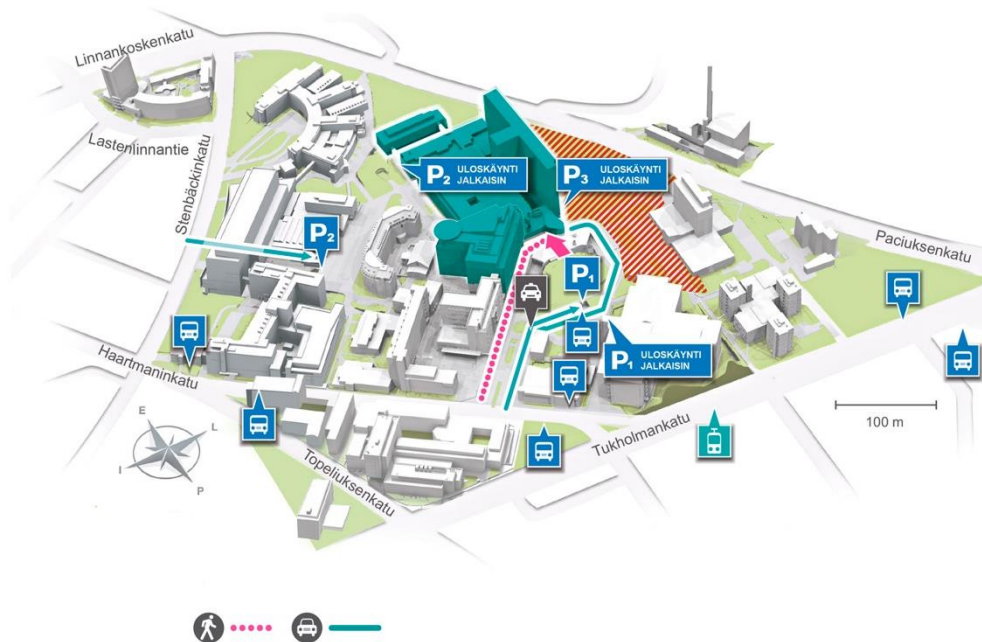 Linnankoskenkatu
Lastenlinnantie
Stenbäckinkatu
P2 ULOSKÄYNTI
JALKAISIN
P3 ULOSKÄYNTI
JALKAISIN
P2
Paciuksenkatu
P1
P1 ULOSKÄYNTI
JALKAISIN
Haartmaninkatu
100 m
Tukholmankatu
E
L
I
P
Topeliuksenkatu